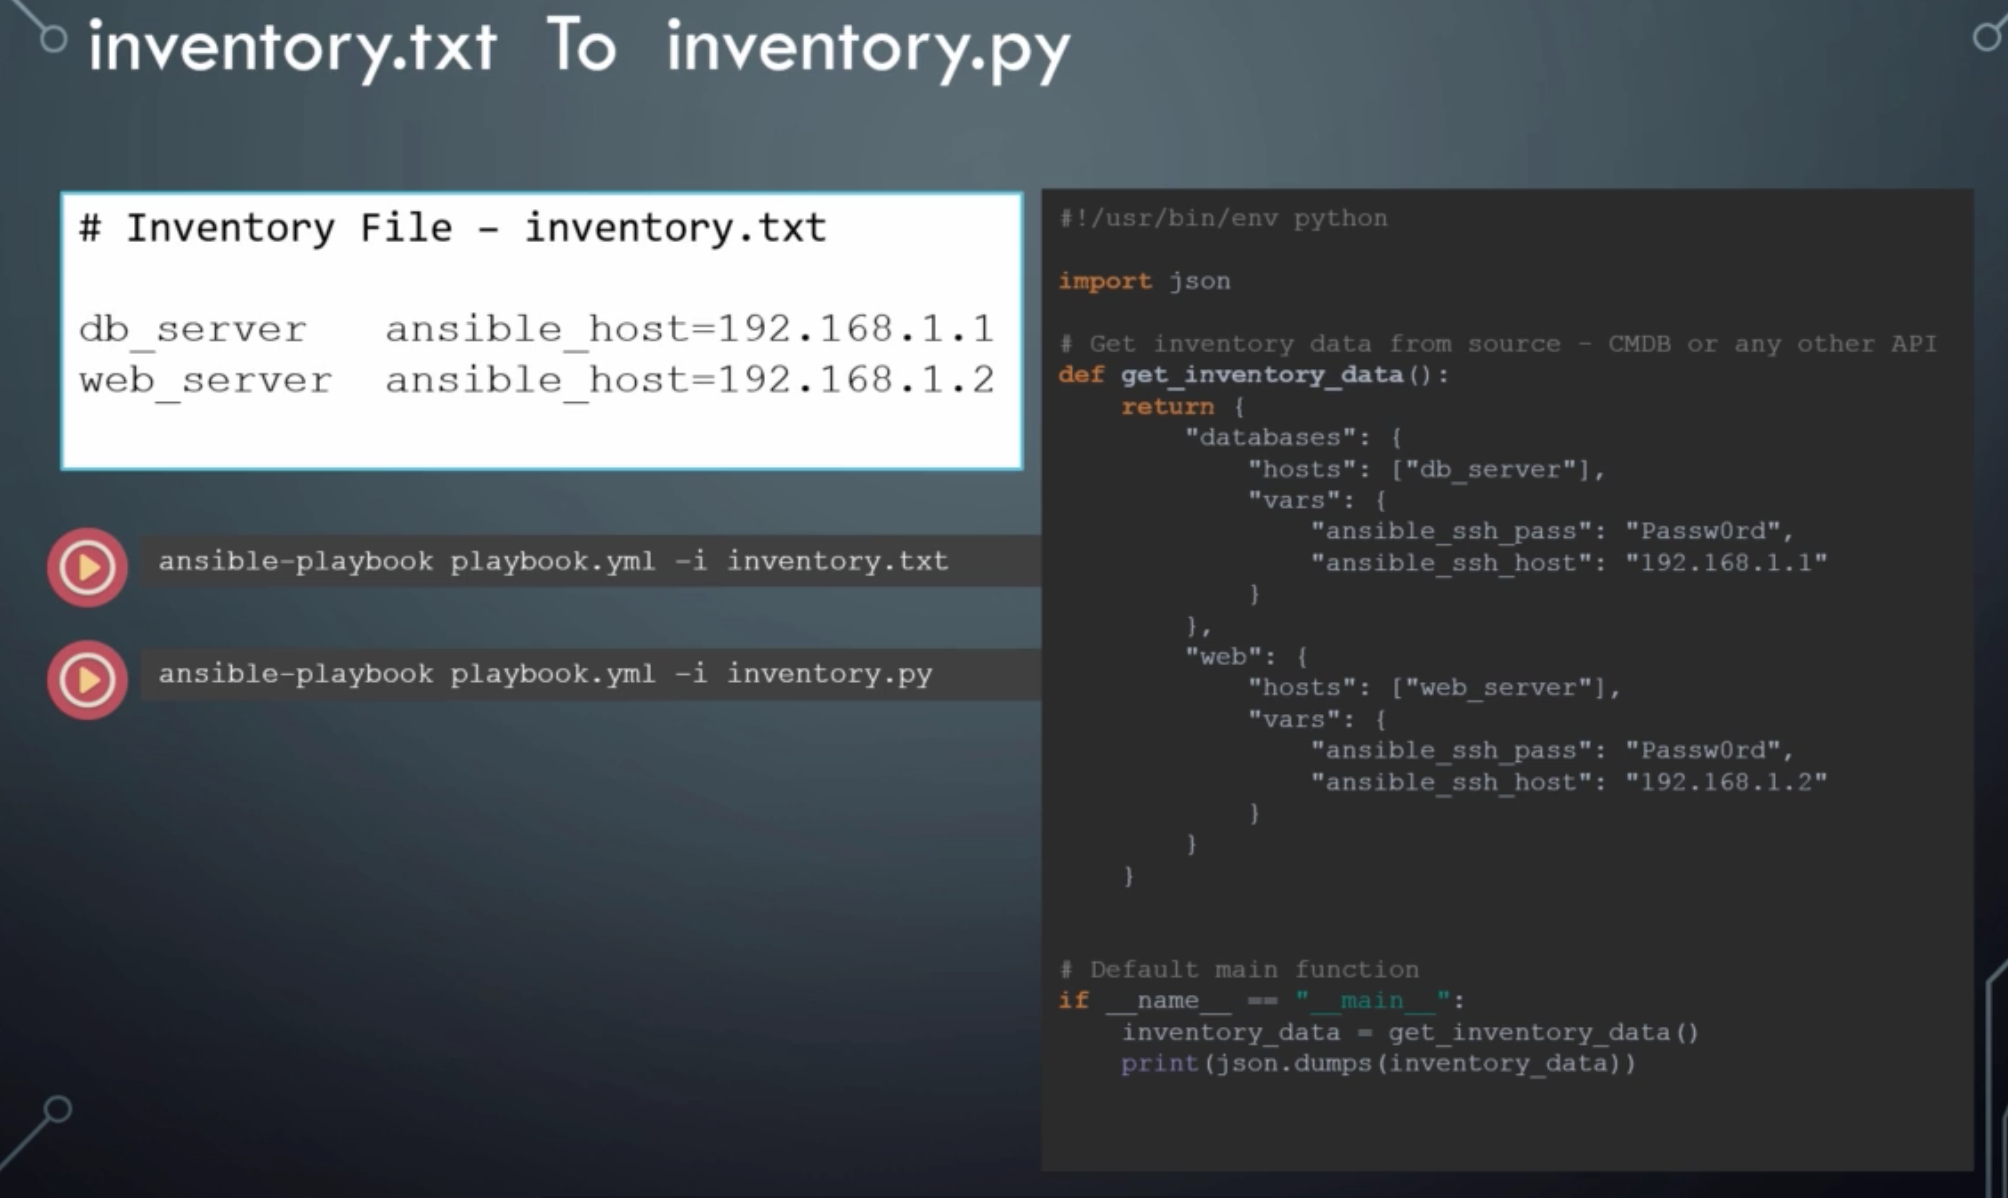 inventory.txt To inventory.py
# Inventory File – inventory.txt
db_server ansible_host=192.168.1.1
web_server ansible_host=192.168.1.2
ansible-playbook playbook.yml –i inventory.txt
ansible-playbook playbook.yml –i inventory.py
#!/usr/bin/env python
import json
# Get inventory data from source – CMDB or any other API
def get_inventory_data():
    return {
        "databases": {
            "hosts": ["db_server"],
            "vars": {
                "ansible_ssh_pass": "Passw0rd",
                "ansible_ssh_host": "192.168.1.1"
            }
        },
        "web": {
            "hosts": ["web_server"],
            "vars": {
                "ansible_ssh_pass": "Passw0rd",
                "ansible_ssh_host": "192.168.1.2"
            }
        }
    }
# Default main function
if __name__ == "__main__":
    inventory_data = get_inventory_data()
    print(json.dumps(inventory_data))